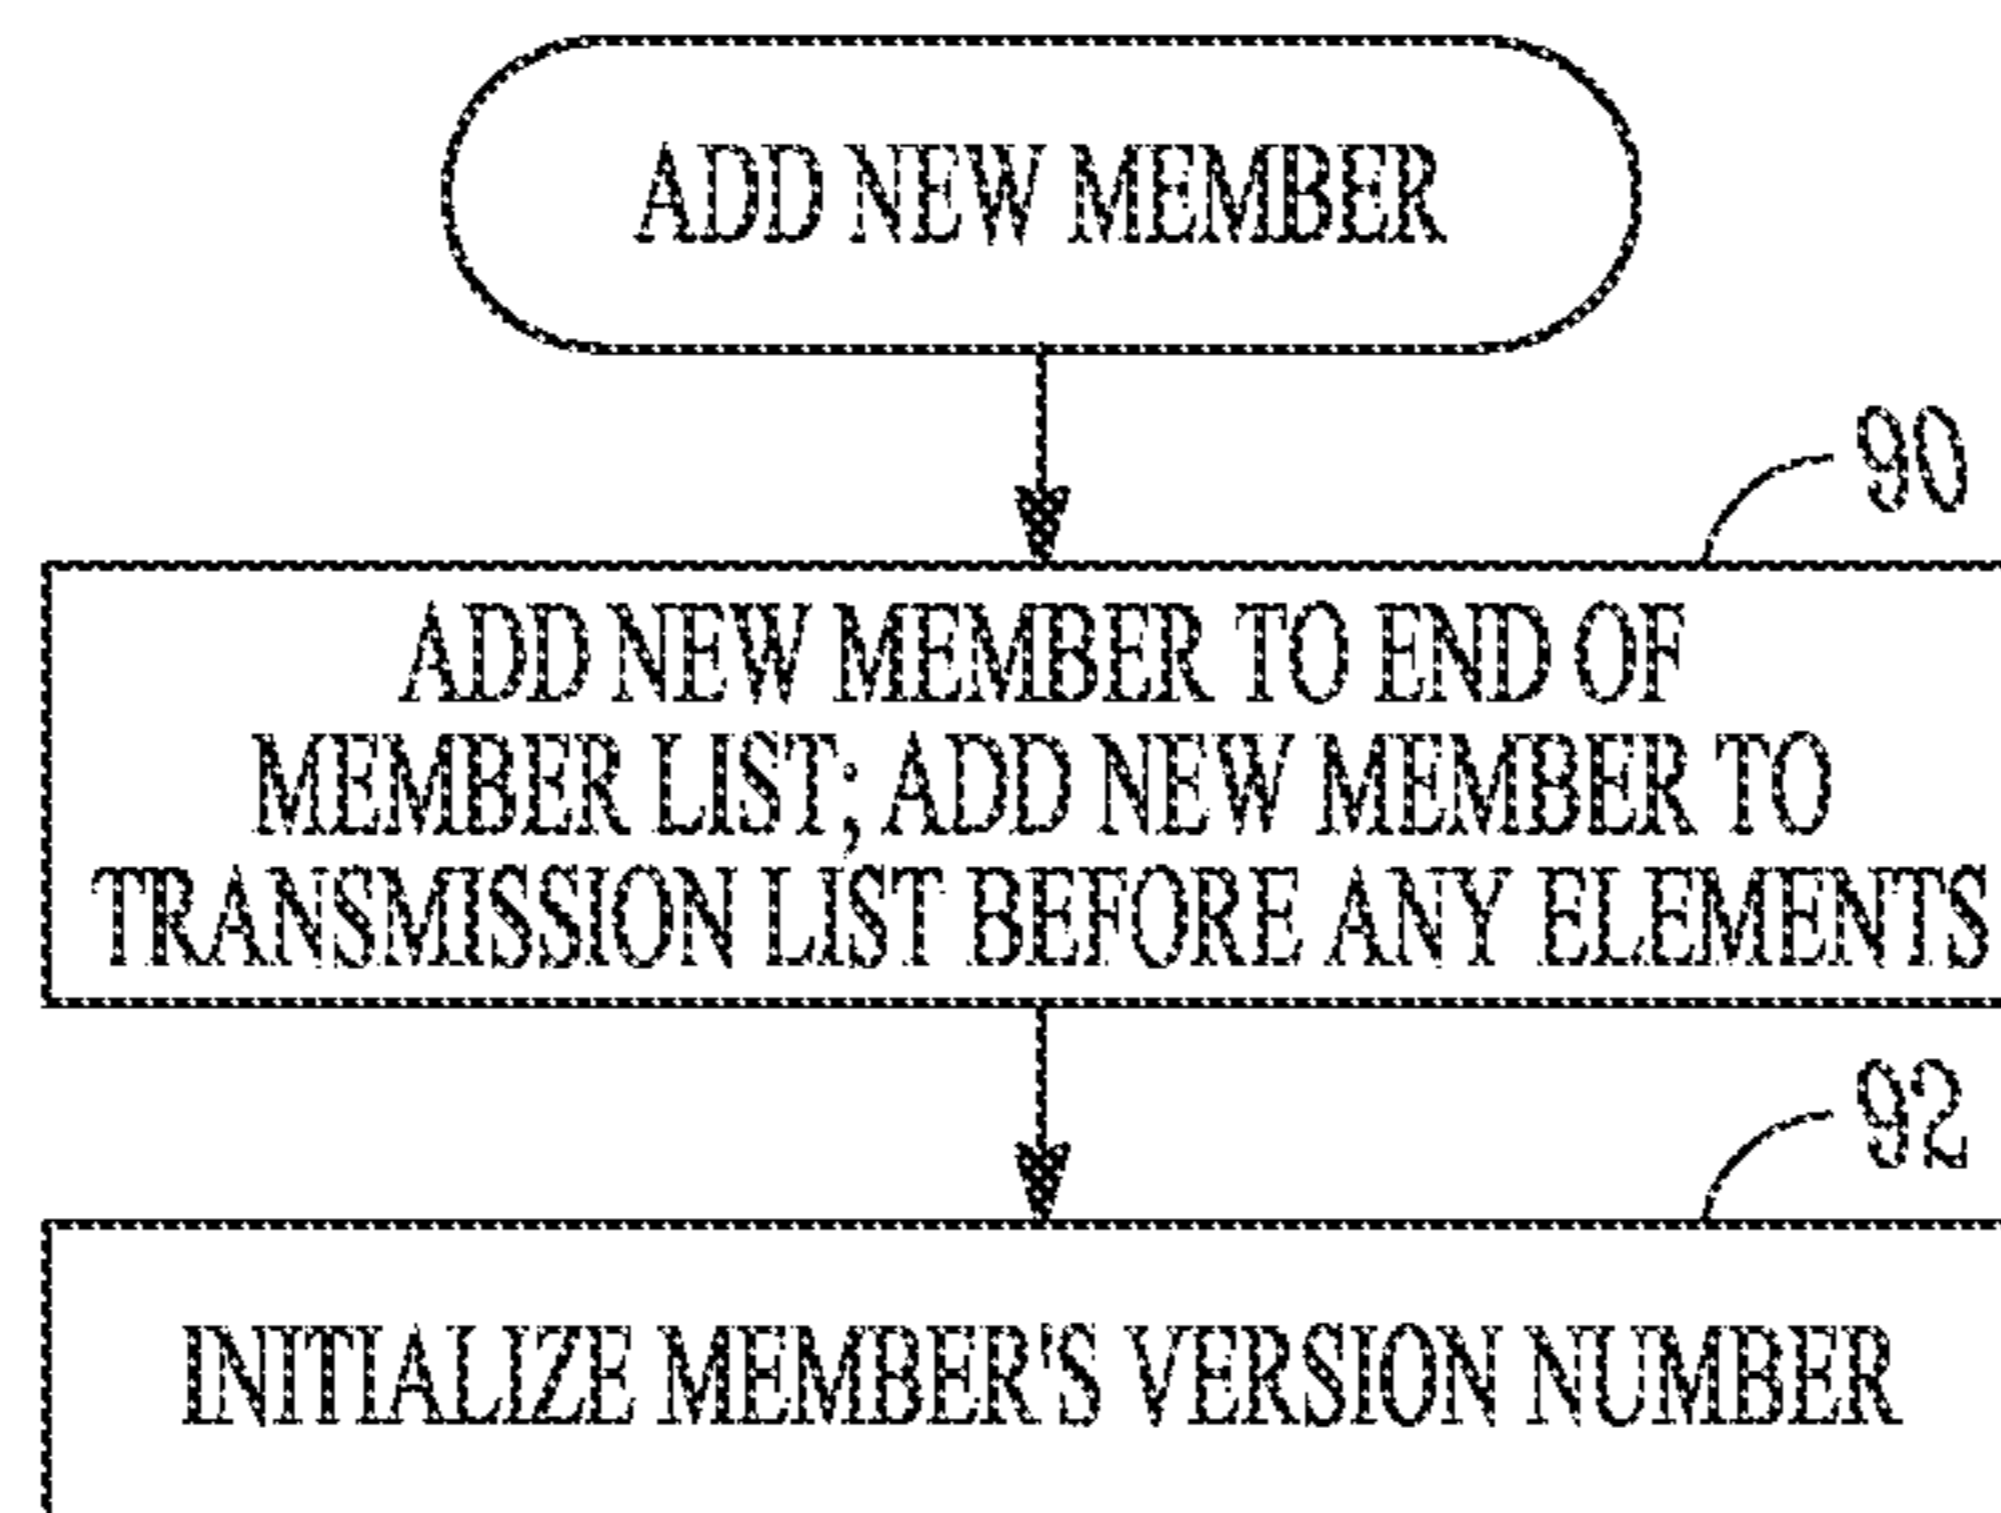 ADD NEW MEMBER
90
ADD NEW MEMBER TO END OF
MEMBER LIST; ADD NEW MEMBER TO
TRANSMISSION LIST BEFORE ANY ELEMENTS
92
INITIALIZE MEMBER'S VERSION NUMBER